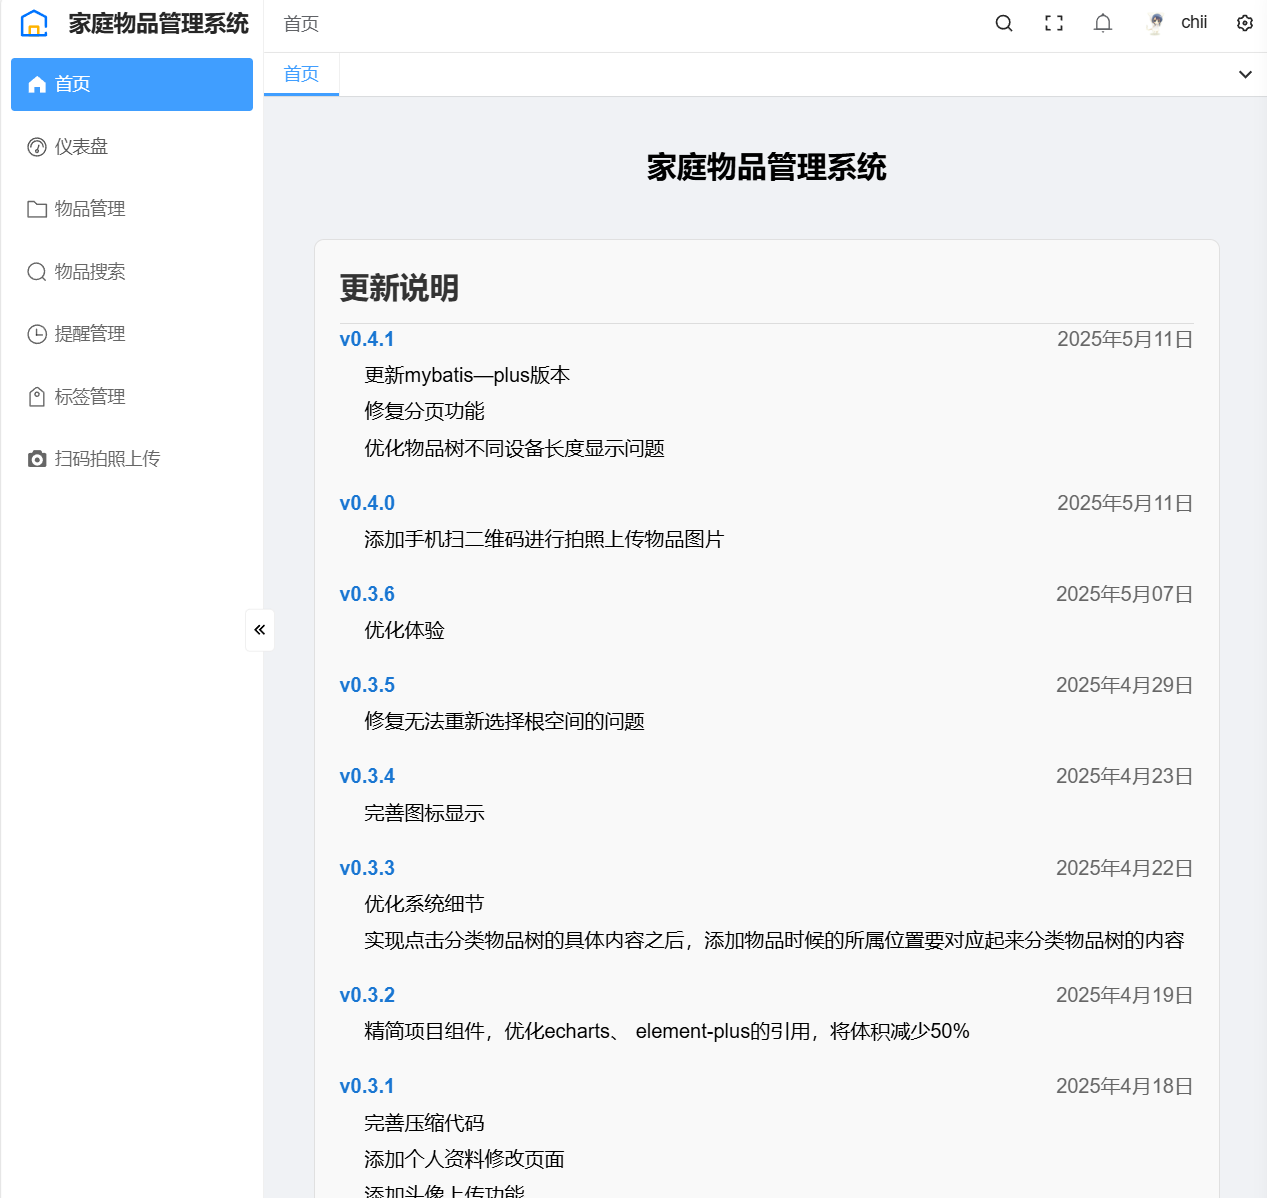 家庭物品管理系统
首页
chii
首页
首页
仪表盘
物品管理
物品搜索
提醒管理
标签管理
扫码拍照上传
家庭物品管理系统
更新说明
v0.4.1 2025年5月11日
更新mybatis—plus版本
修复分页功能
优化物品树不同设备长度显示问题
v0.4.0 2025年5月11日
添加手机扫二维码进行拍照上传物品图片
v0.3.6 2025年5月07日
优化体验
v0.3.5 2025年4月29日
修复无法重新选择根空间的问题
v0.3.4 2025年4月23日
完善图标显示
v0.3.3 2025年4月22日
优化系统细节
实现点击分类物品树的具体内容之后，添加物品时候的所属位置要对应起来分类物品树的内容
v0.3.2 2025年4月19日
精简项目组件，优化echarts、 element-plus的引用，将体积减少50%
v0.3.1 2025年4月18日
完善压缩代码
添加个人资料修改页面
添加头像上传功能